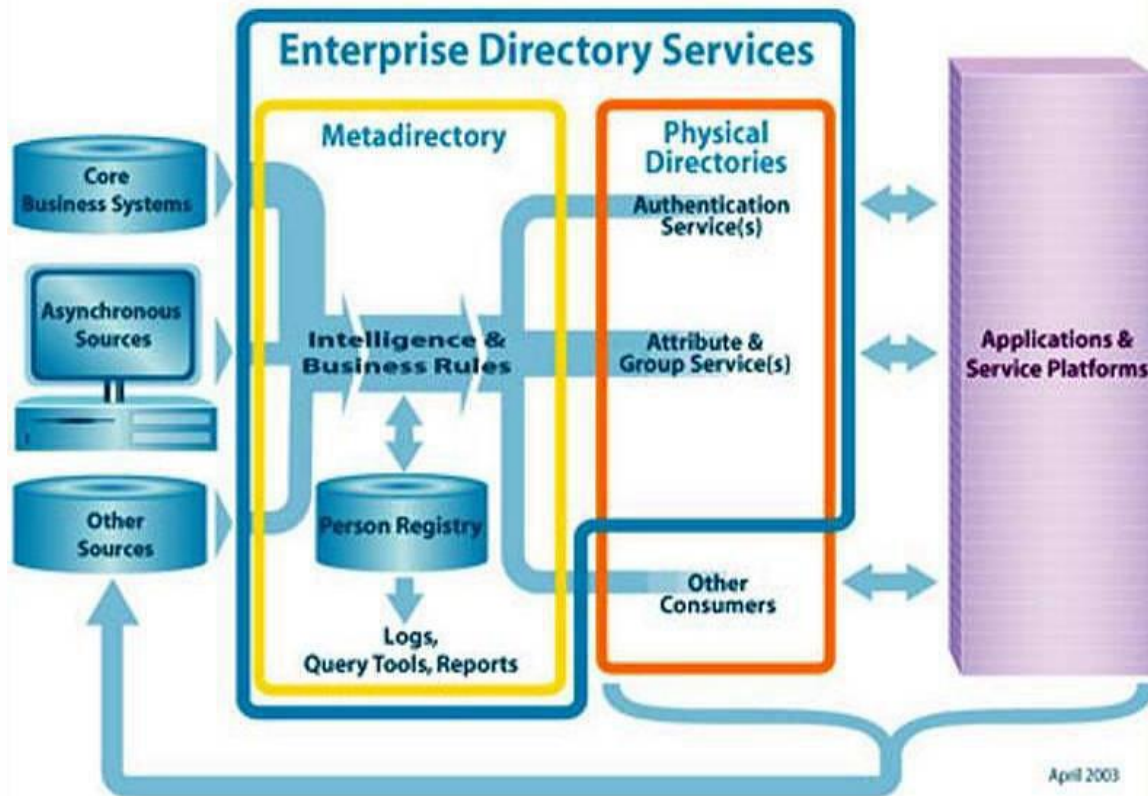 Enterprise Directory Services
Metadirectory
Physical
Directories
Core
Business Systems
Authentication
Service(s)
Asynchronous
Sources
Intelligence &
Business Rules
Attribute &
Group Service(s)
Applications &
Service Platforms
Other
Sources
Person Registry
Other
Consumers
Logs,
Query Tools, Reports
April 2003